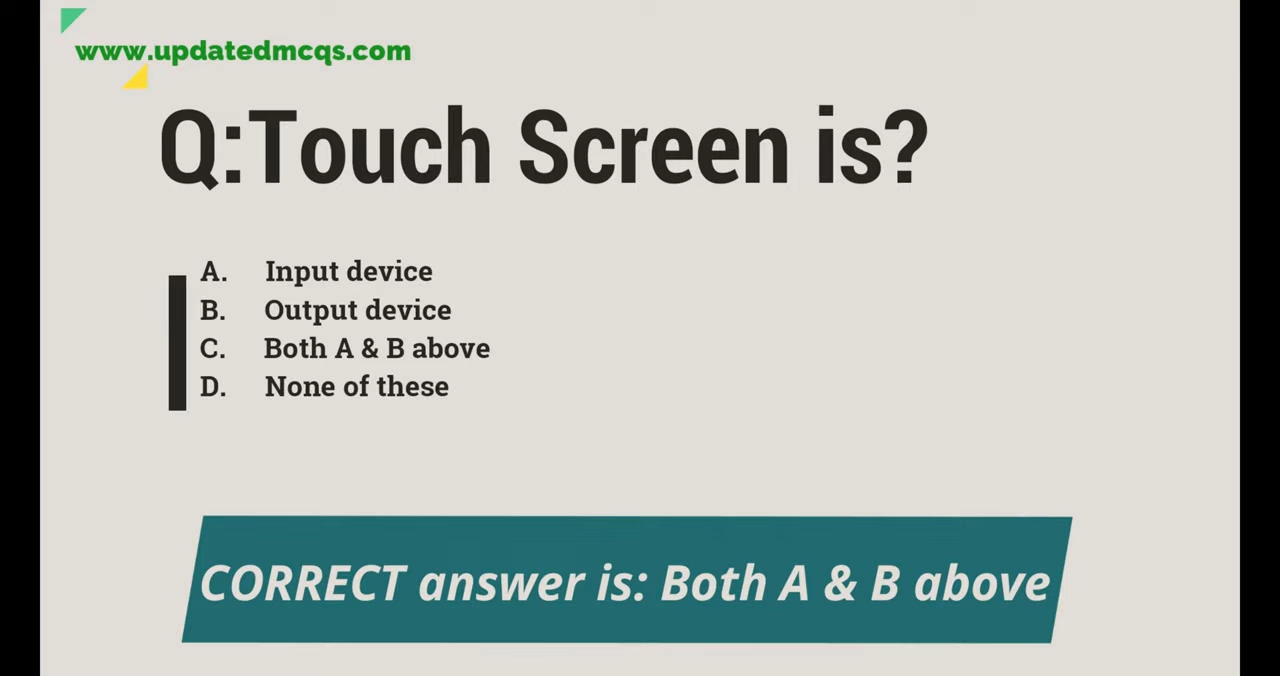 www.updatedmcqs.com
Q:Touch Screen is?
A. Input device
B. Output device
C. Both A & B above
D. None of these
CORRECT answer is: Both A & B above